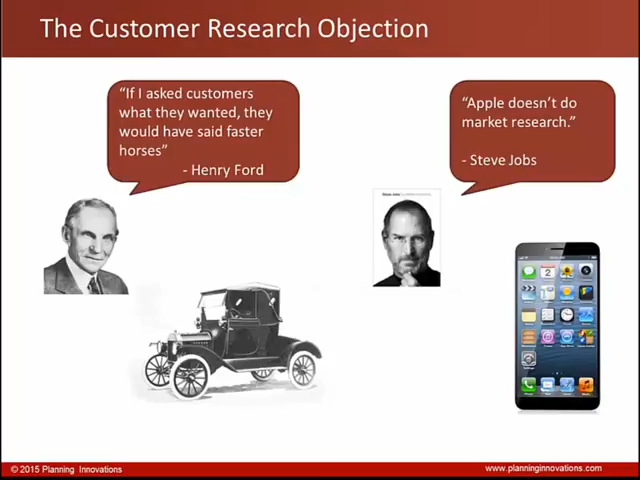 The Customer Research Objection
“If I asked customers
what they wanted, they
would have said faster
horses”
- Henry Ford
“Apple doesn’t do
market research.”
- Steve Jobs
© 2015 Planning Innovations
www.planninginnovations.com